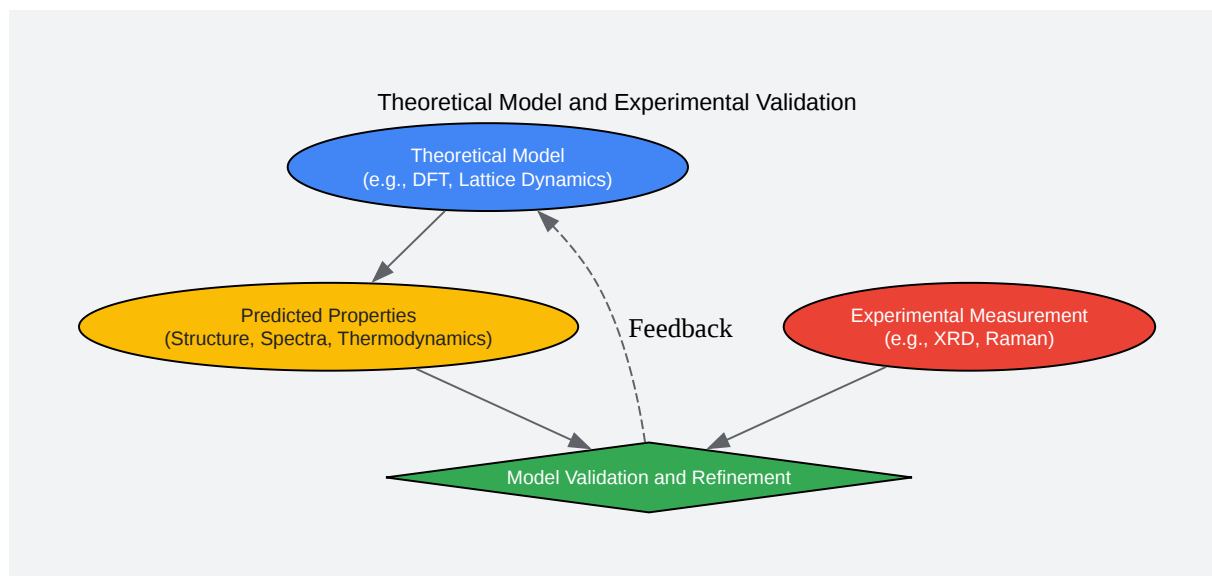 Theoretical Model and Experimental Validation
Theoretical Model
(e.g., DFT, Lattice Dynamics)
Predicted Properties
(Structure, Spectra, Thermodynamics)
Feedback
Experimental Measurement
(e.g., XRD, Raman)
Model Validation and Refinement